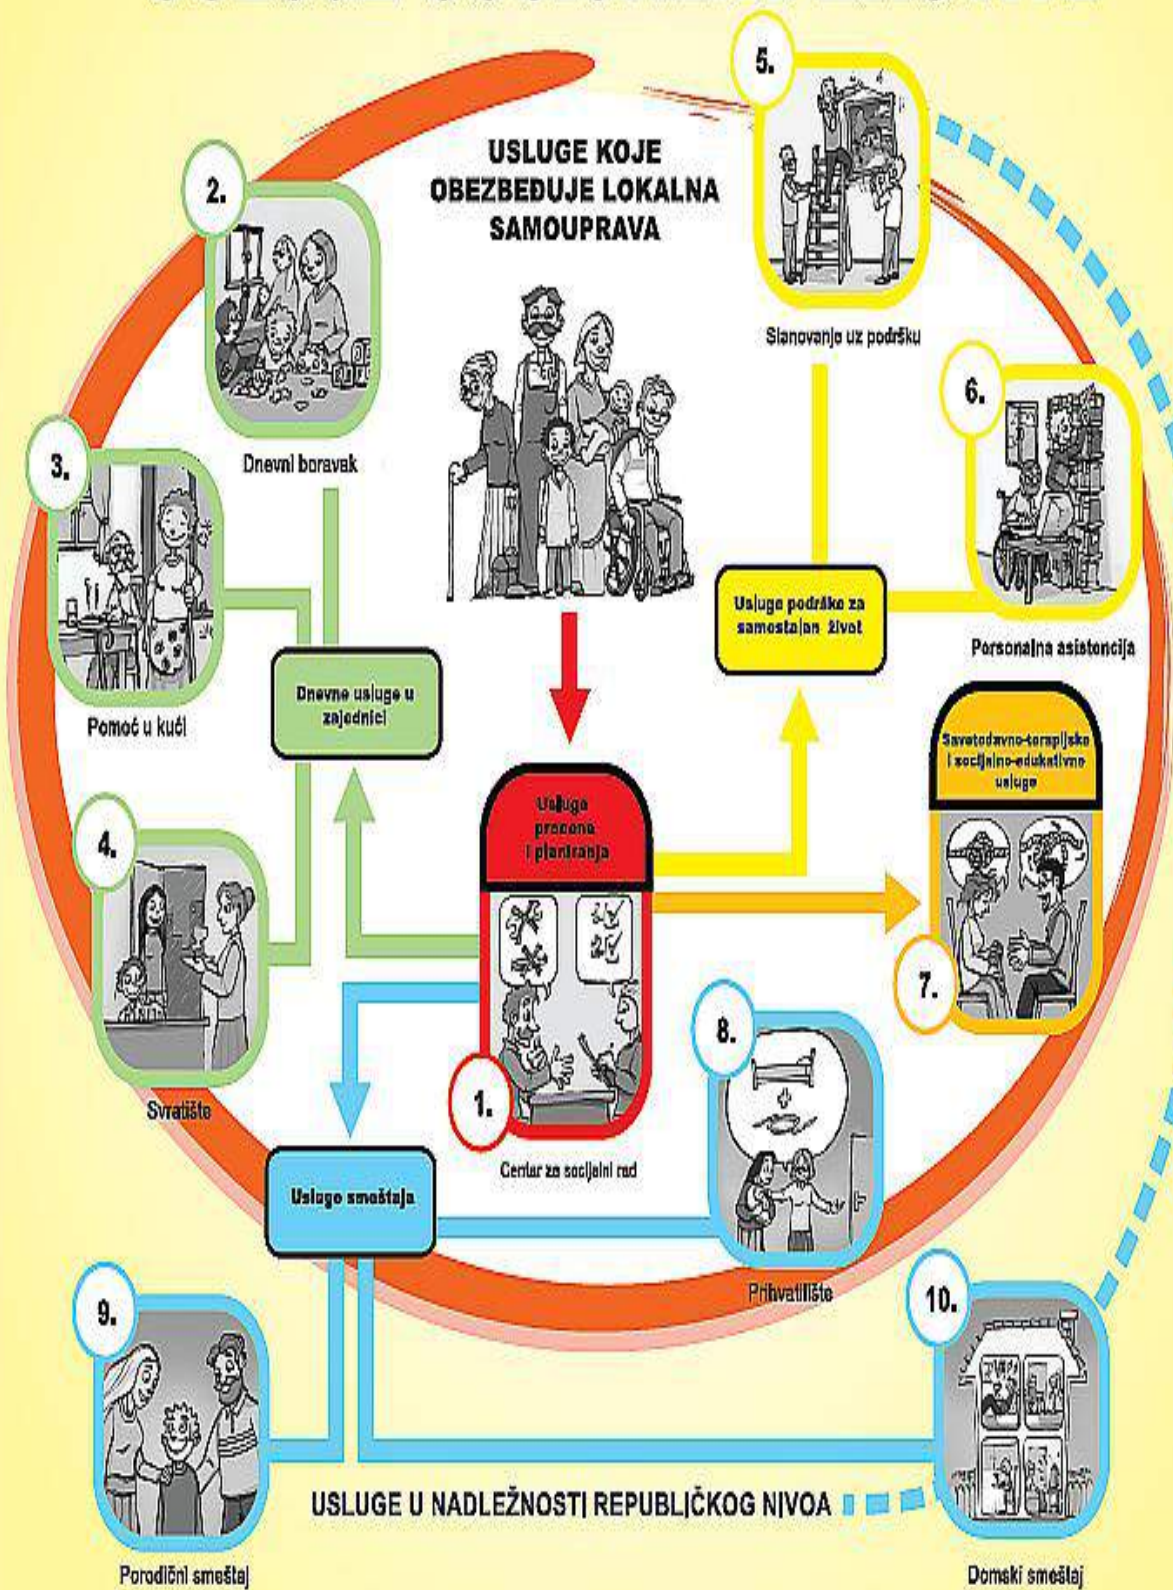 USLUGE KOJE
OBEZBEĐUJE LOKALNA
SAMOUPRAVA
2.
Dnevni boravak
3.
Pomoć u kući
4.
Svratište
Dnevne usluge u
zajednici
5.
Stanovanje uz podršku
6.
Personalna asistencija
Usluge podrške za
samostalan život
Usluge
procene
i planiranja
1.
Centar za socijalni rad
Savetodavno-terapijske
i socijalno-edukativne
usluge
7.
Usluge smeštaja
8.
Prihvatilište
9.
Porodični smeštaj
10.
Domski smeštaj
USLUGE U NADLEŽNOSTI REPUBLIČKOG NIVOA